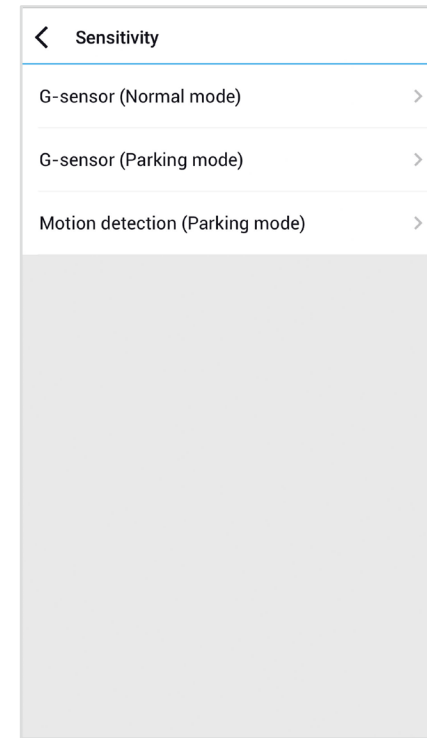 Sensitivity
G-sensor (Normal mode)
G-sensor (Parking mode)
Motion detection (Parking mode)